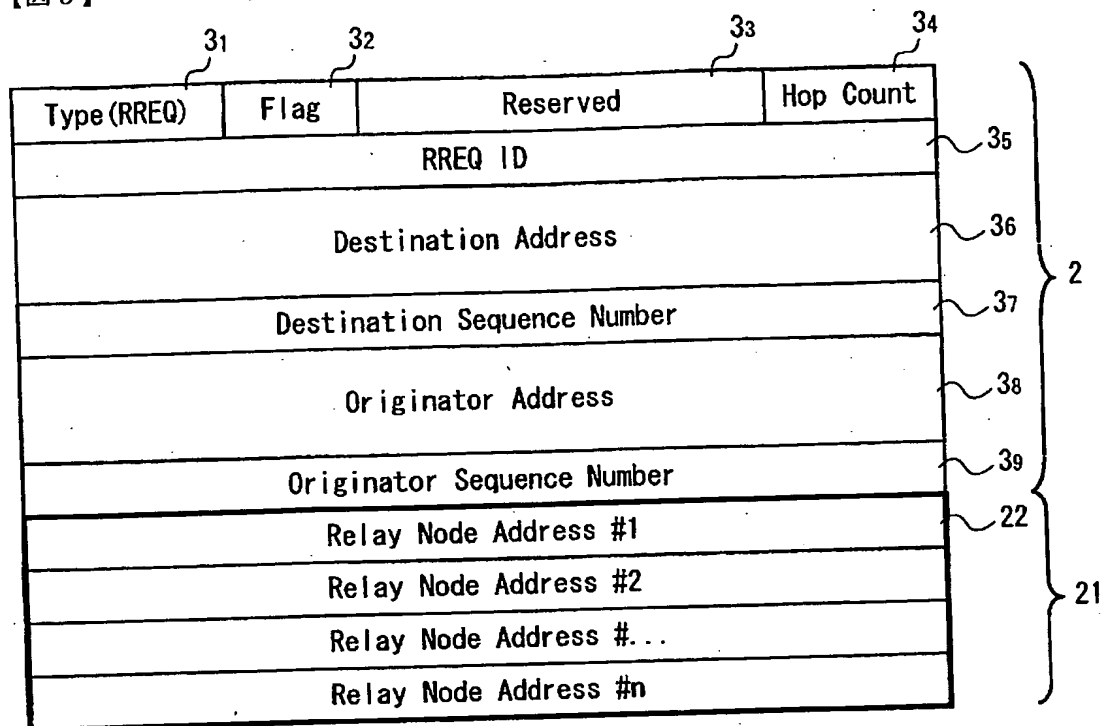 31 32 33 34
Type(RREQ) Flag Reserved Hop Count
RREQ ID 35
Destination Address 36
2
Destination Sequence Number 37
Originator Address 38
Originator Sequence Number 39
Relay Node Address #1 22
Relay Node Address #2
21
Relay Node Address #...
Relay Node Address #n